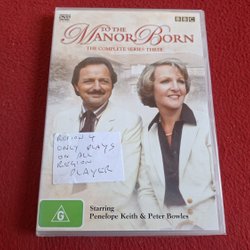 DVD
BBC
TO THE
MANOR BORN
THE COMPLETE SERIES THREE
REGION 4
ONLY PLAYS
ON ALL
REGION
PLAYER
G
Starring
Penelope Keith & Peter Bowles